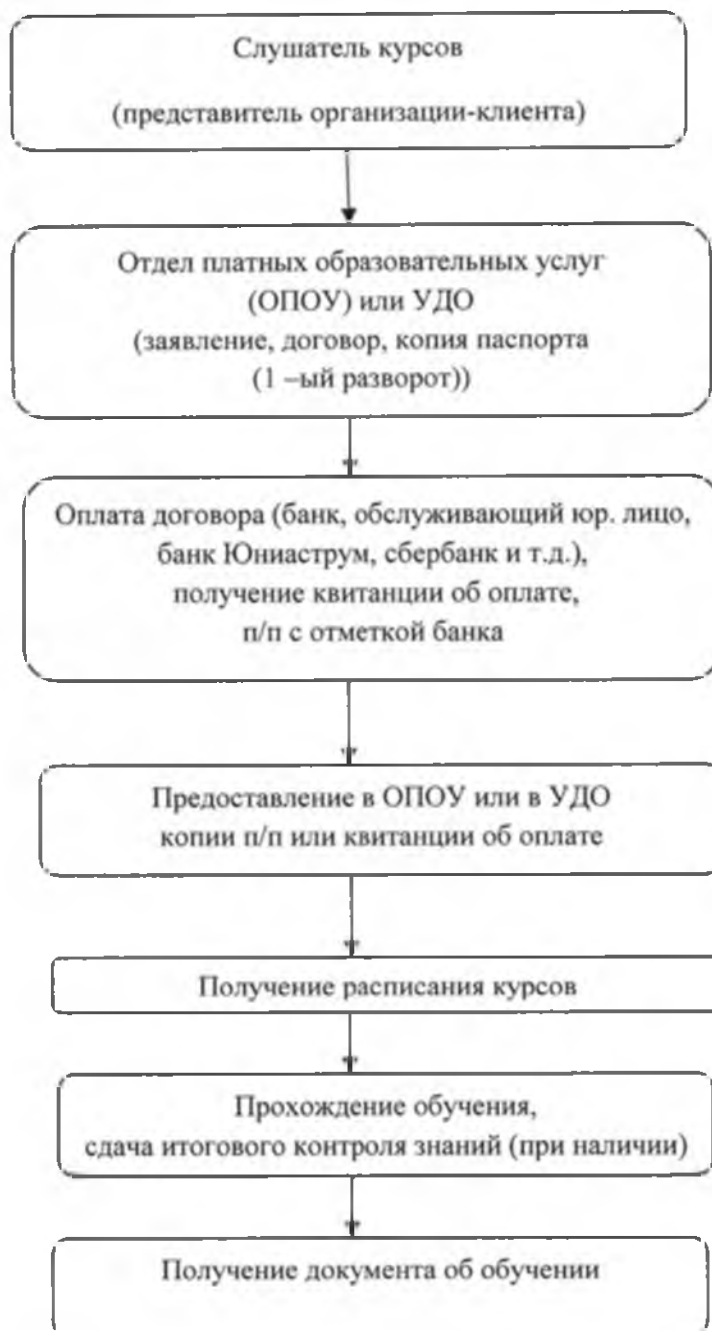 Слушатель курсов
(представитель организации-клиента)
Отдел платных образовательных услуг
(ОПОУ) или УДО
(заявление, договор, копия паспорта
(1 –ый разворот))
Оплата договора (банк, обслуживающий юр. лицо,
банк Юниаструм, сбербанк и т.д.),
получение квитанции об оплате,
п/п с отметкой банка
Предоставление в ОПОУ или в УДО
копии п/п или квитанции об оплате
Получение расписания курсов
Прохождение обучения,
сдача итогового контроля знаний (при наличии)
Получение документа об обучении